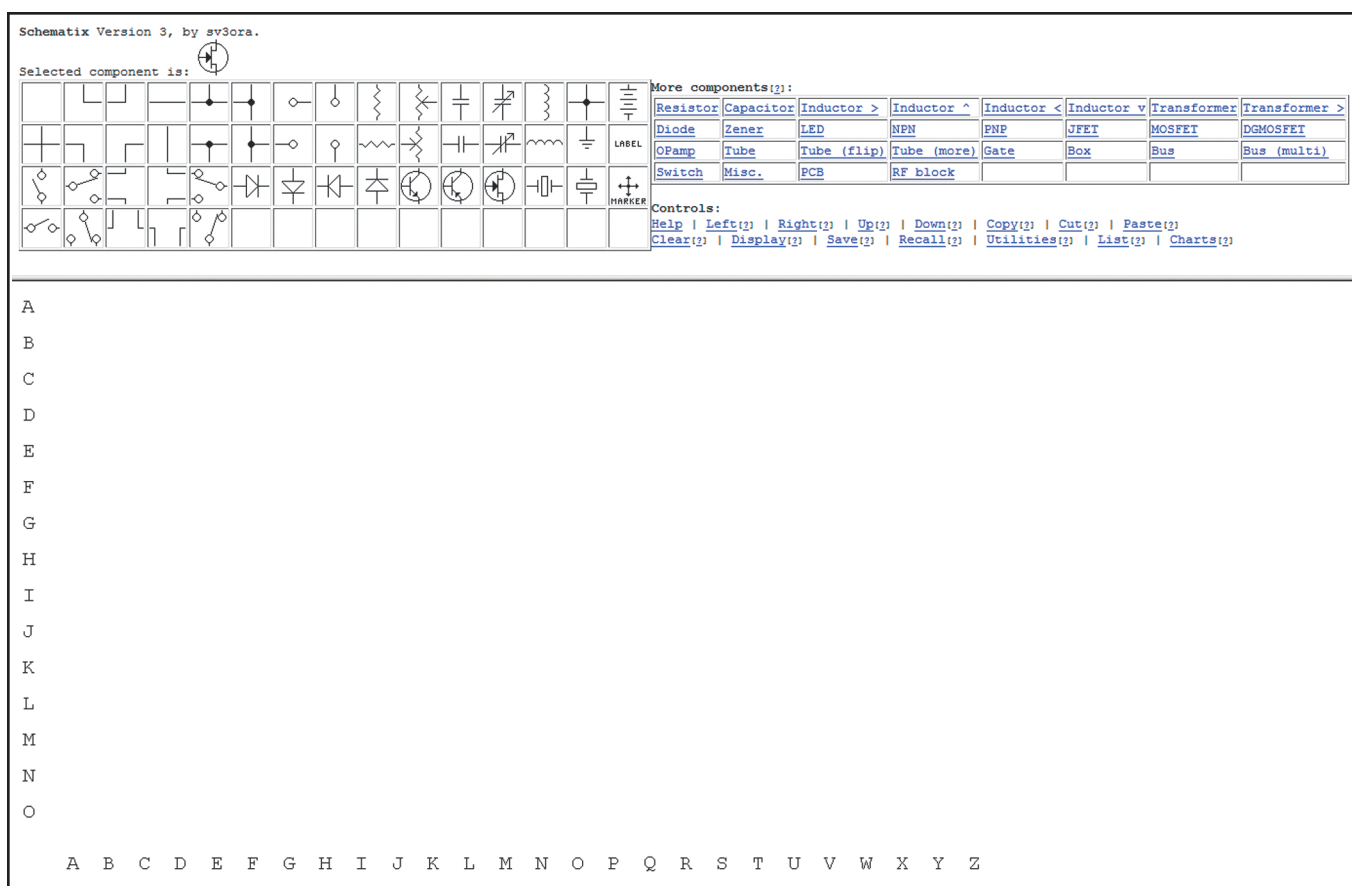 Schematix Version 3, by sv3ora.
Selected component is:
LABEL
MARKER
More components[?]:
Resistor Capacitor Inductor > Inductor ^ Inductor < Inductor v Transformer Transformer >
Diode Zener LED NPN PNP JFET MOSFET DGMOSFET
OPamp Tube Tube (flip) Tube (more) Gate Box Bus Bus (multi)
Switch Misc. PCB RF block
Controls:
Help | Left[?] | Right[?] | Up[?] | Down[?] | Copy[?] | Cut[?] | Paste[?]
Clear[?] | Display[?] | Save[?] | Recall[?] | Utilities[?] | List[?] | Charts[?]
A
B
C
D
E
F
G
H
I
J
K
L
M
N
O
A B C D E F G H I J K L M N O P Q R S T U V W X Y Z